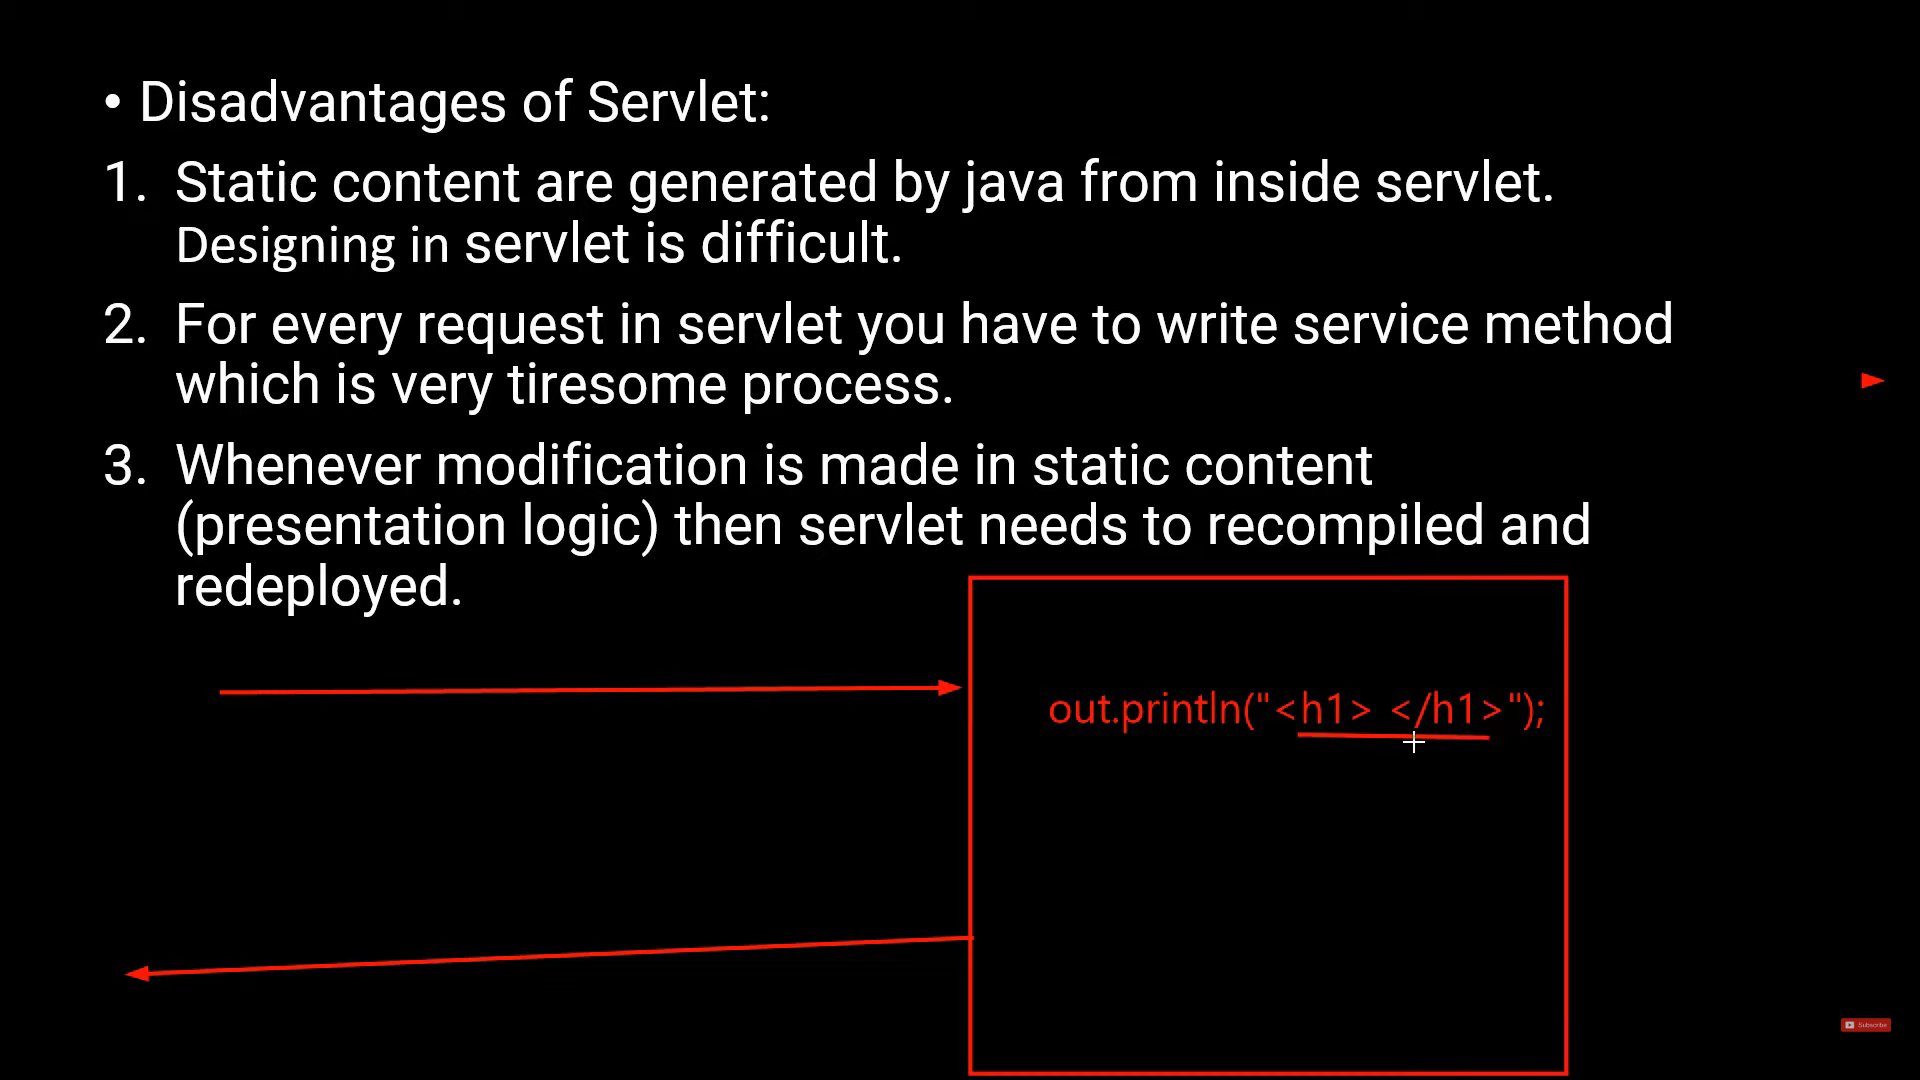 • Disadvantages of Servlet:
1. Static content are generated by java from inside servlet.
Designing in servlet is difficult.
2. For every request in servlet you have to write service method
which is very tiresome process.
3. Whenever modification is made in static content
(presentation logic) then servlet needs to recompiled and
redeployed.
out.println("<h1> </h1>");
Subscribe